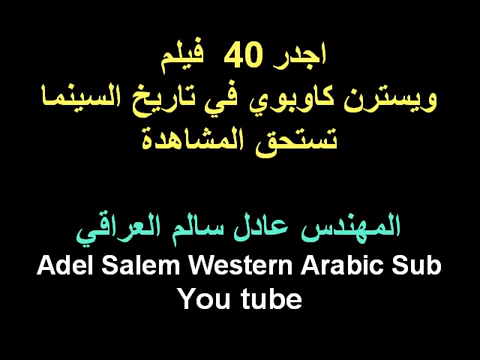 اجدر 40 فيلم
ويسترن كاوبوي في تاريخ السينما
تستحق المشاهدة
المهندس عادل سالم العراقي
Adel Salem Western Arabic Sub
You tube